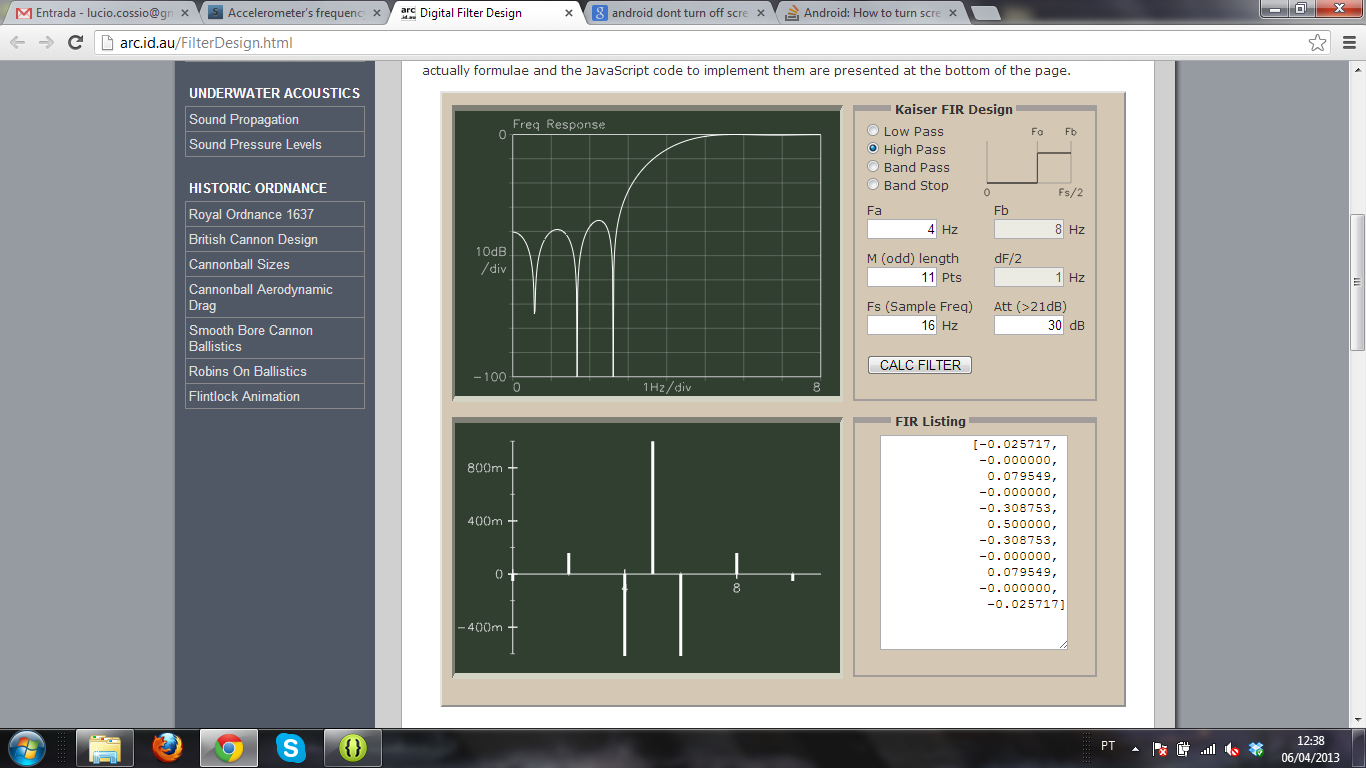 Entrada - lucio.cossio@gn
Accelerometer's frequenc
arc .id.au Digital Filter Design
android dont turn off scre
Android: How to turn scre
arc.id.au/FilterDesign.html
actually formulae and the JavaScript code to implement them are presented at the bottom of the page.
UNDERWATER ACOUSTICS
Sound Propagation
Sound Pressure Levels
HISTORIC ORDNANCE
Royal Ordnance 1637
British Cannon Design
Cannonball Sizes
Cannonball Aerodynamic
Drag
Smooth Bore Cannon
Ballistics
Robins On Ballistics
Flintlock Animation
Freq Response
0
10dB
/div
-100
0 1Hz/div 8
Kaiser FIR Design
Low Pass
High Pass
Band Pass
Band Stop
Fa Fb
0 Fs/2
Fa Fb
4 Hz 8 Hz
M (odd) length dF/2
11 Pts 1 Hz
Fs (Sample Freq) Att (>21dB)
16 Hz 30 dB
CALC FILTER
800m
400m
0
-400m
4 8
FIR Listing
[-0.025717,
-0.000000,
0.079549,
-0.000000,
-0.308753,
0.500000,
-0.308753,
-0.000000,
0.079549,
-0.000000,
-0.025717]
PT
12:38
06/04/2013